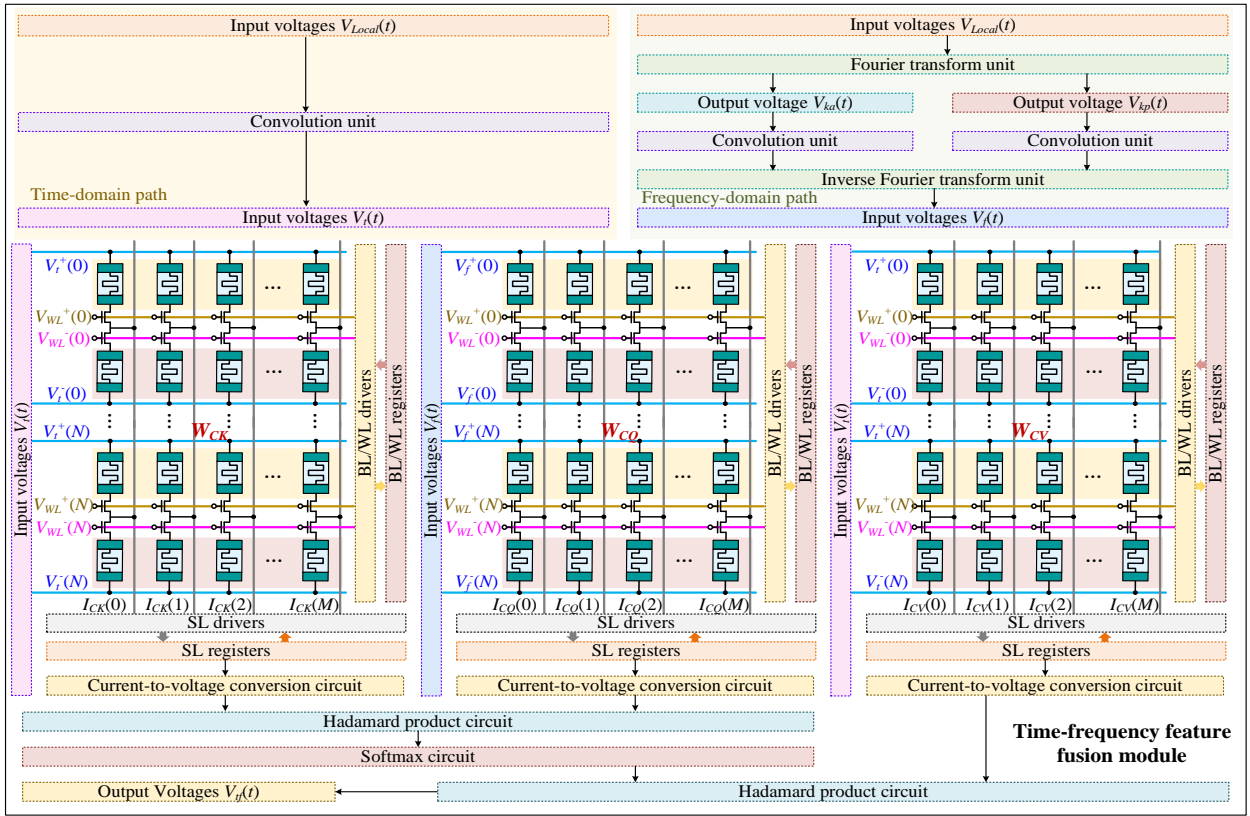 Input voltages V_Local(t)
Input voltages V_Local(t)
Fourier transform unit
Output voltage V_ka(t)
Output voltage V_kp(t)
Convolution unit
Convolution unit
Convolution unit
Inverse Fourier transform unit
Time-domain path
Frequency-domain path
Input voltages V_t(t)
Input voltages V_f(t)
Input voltages V_t(t)
V_t^+(0)
V_WL^+(0)
V_WL^-(0)
V_t^-(0)
V_t^+(N)
V_WL^+(N)
V_WL^-(N)
V_t^-(N)
...
...
W_CK
...
...
I_CK(0) I_CK(1) I_CK(2) I_CK(M)
BL/WL drivers
BL/WL registers
SL drivers
SL registers
Current-to-voltage conversion circuit
Input voltages V_f(t)
V_f^+(0)
V_WL^+(0)
V_WL^-(0)
V_f^-(0)
V_f^+(N)
V_WL^+(N)
V_WL^-(N)
V_f^-(N)
...
...
W_CQ
...
...
I_CQ(0) I_CQ(1) I_CQ(2) I_CQ(M)
BL/WL drivers
BL/WL registers
SL drivers
SL registers
Current-to-voltage conversion circuit
Input voltages V_t(t)
V_t^+(0)
V_WL^+(0)
V_WL^-(0)
V_t^-(0)
V_t^+(N)
V_WL^+(N)
V_WL^-(N)
V_t^-(N)
...
...
W_CV
...
...
I_CV(0) I_CV(1) I_CV(2) I_CV(M)
BL/WL drivers
BL/WL registers
SL drivers
SL registers
Current-to-voltage conversion circuit
Hadamard product circuit
Softmax circuit
Time-frequency feature
fusion module
Output Voltages V_tf(t)
Hadamard product circuit